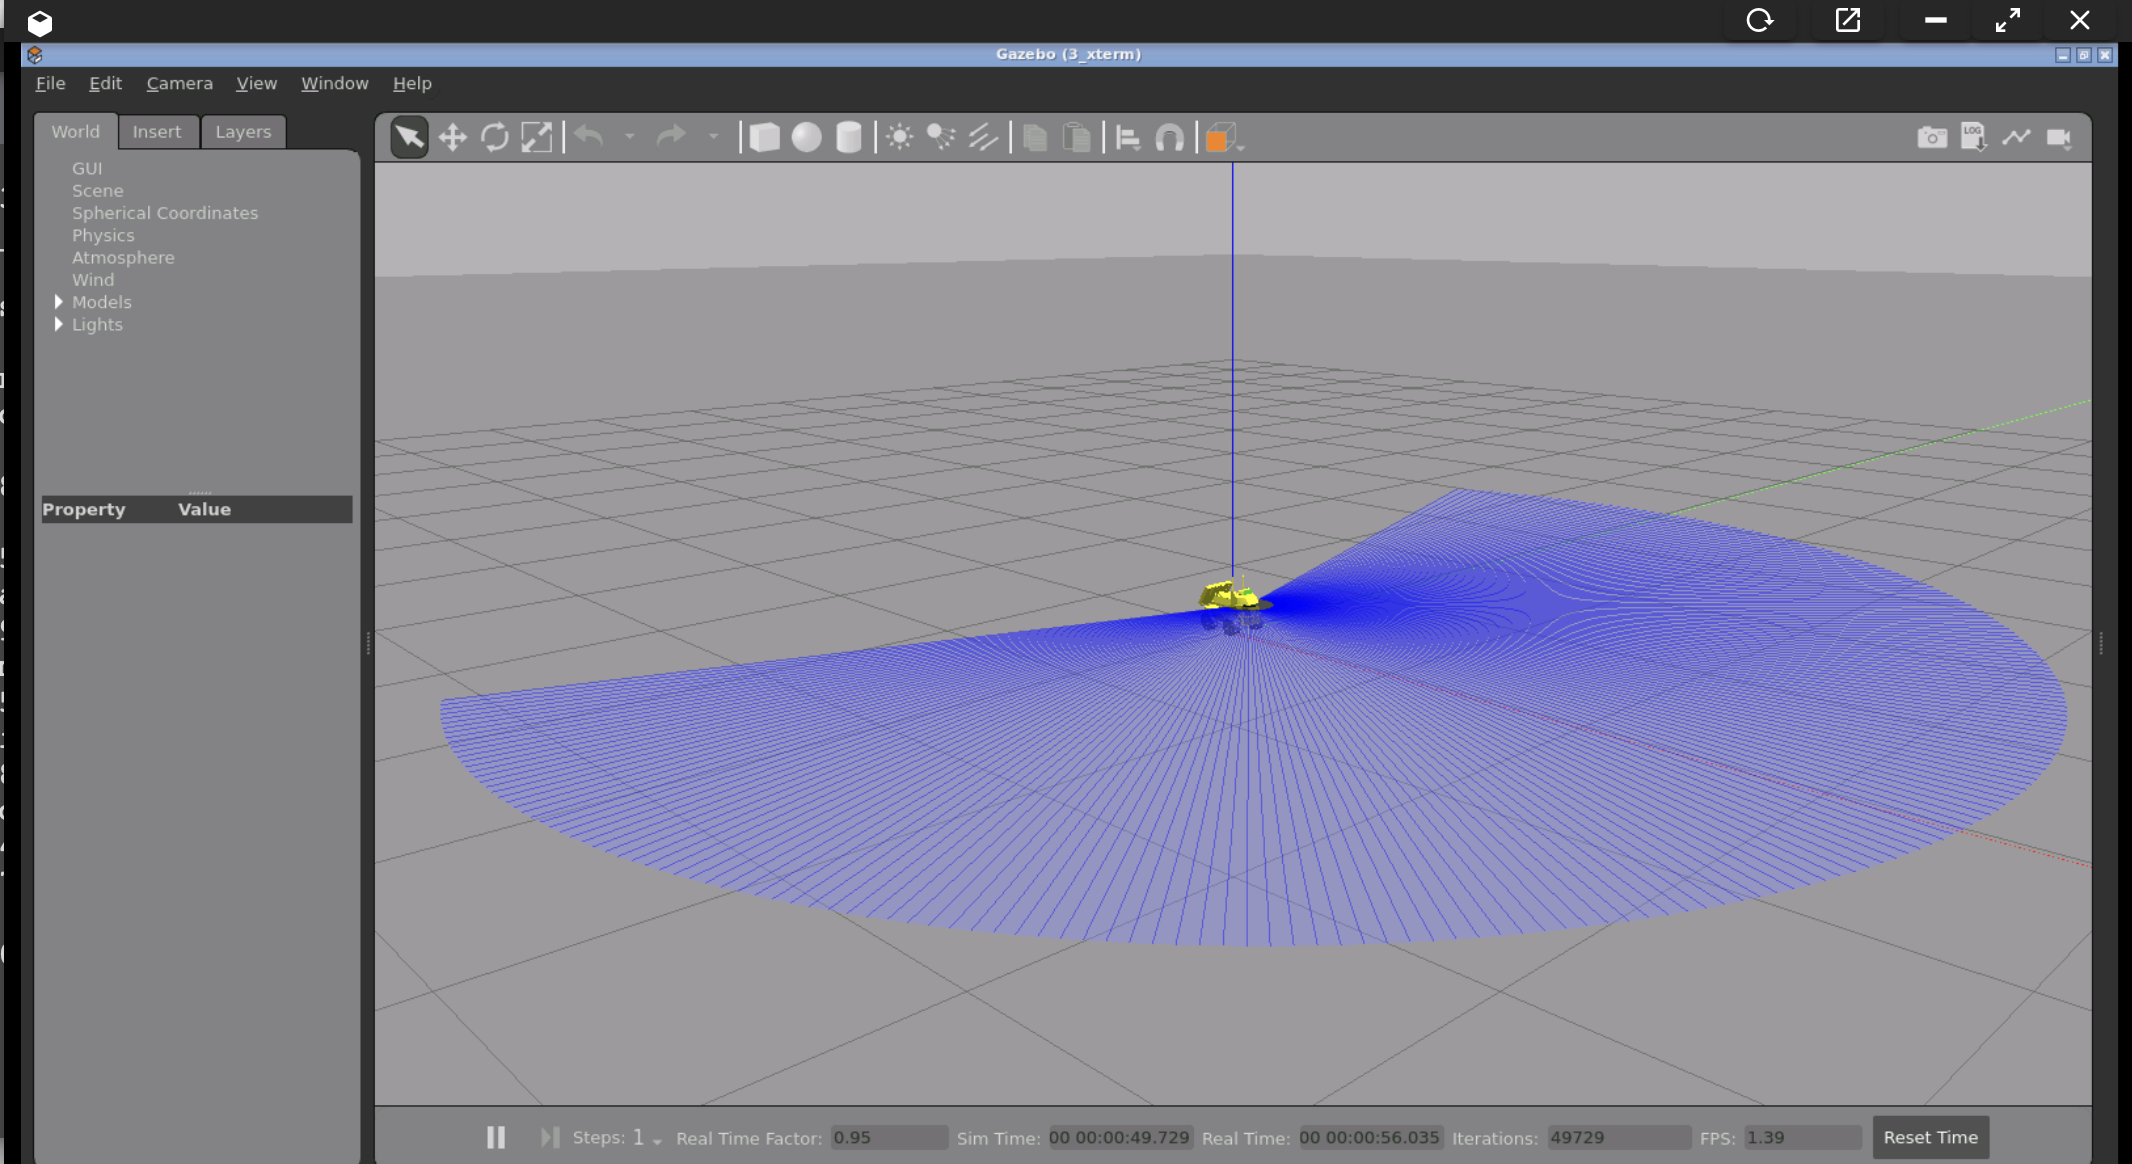 Gazebo (3_xterm)
File Edit Camera View Window Help
World Insert Layers
LOG
GUI
Scene
Spherical Coordinates
Physics
Atmosphere
Wind
Models
Lights
Property Value
Steps: 1 Real Time Factor: 0.95 Sim Time: 00 00:00:49.729 Real Time: 00 00:00:56.035 Iterations: 49729 FPS: 1.39 Reset Time